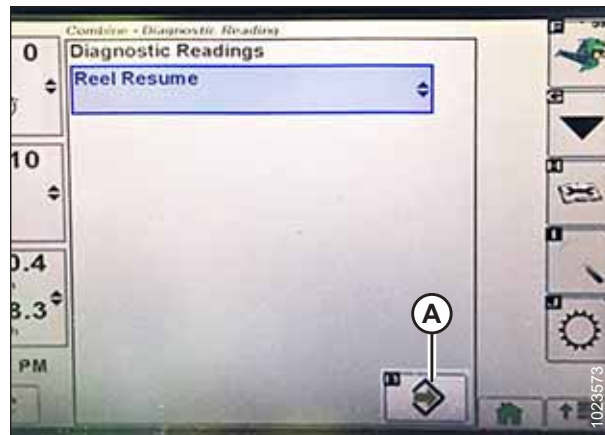 Combine - Diagnostic Reading
Diagnostic Readings
Reel Resume
0
10
0.4
8.3
h
PM
A
F
G
H
I
J
1023573